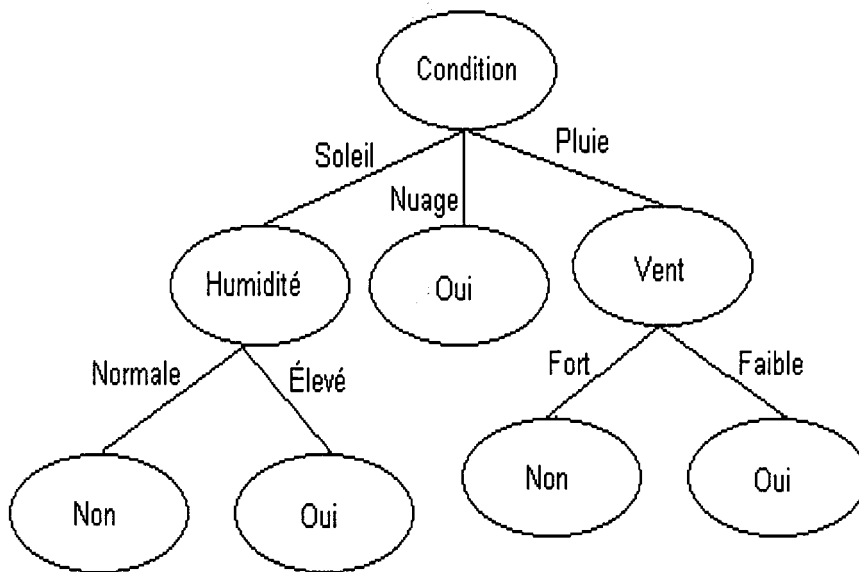 Condition
Soleil
Pluie
Nuage
Humidité
Oui
Vent
Normale
Élevé
Fort
Faible
Non
Oui
Non
Oui